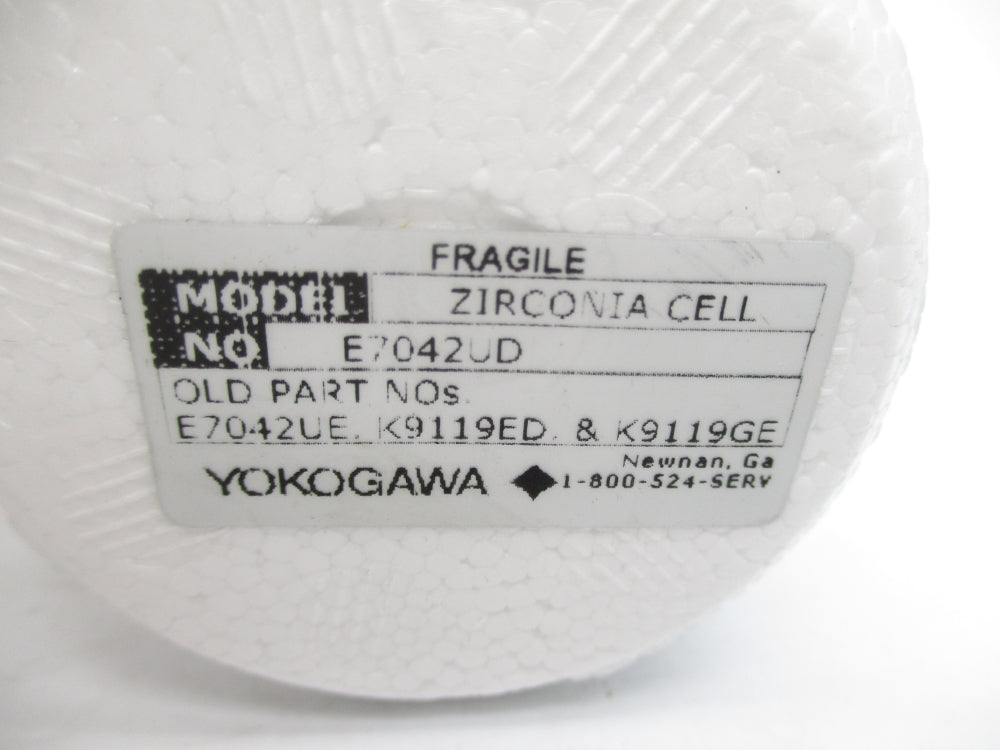 FRAGILE
MODEL ZIRCONIA CELL
NO E7042UD
OLD PART NOs.
E7042UE, K9119ED, & K9119GE
Newnan, Ga
YOKOGAWA ◆ 1-800-524-SERV